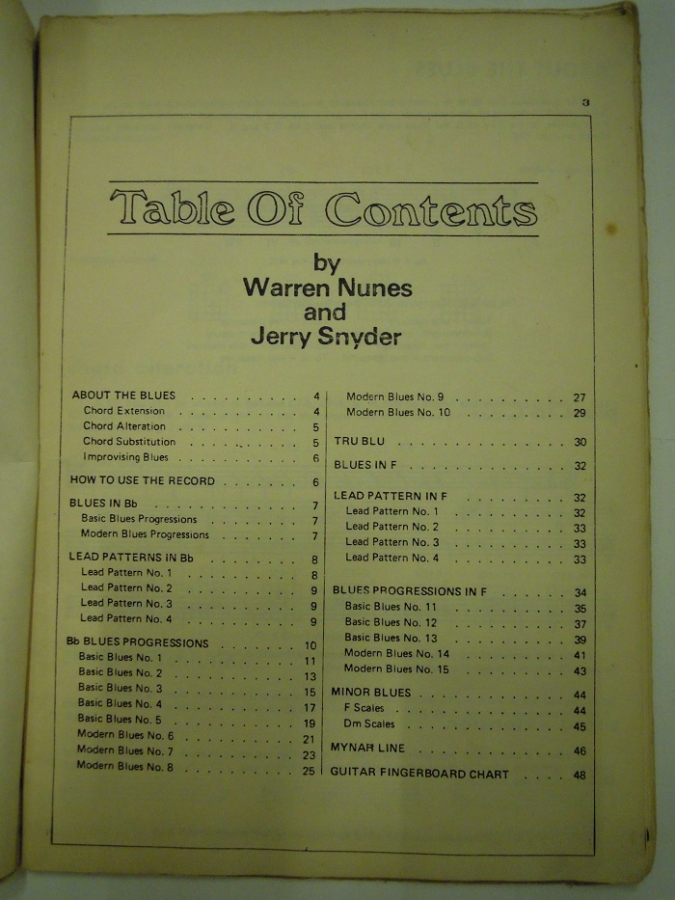 3
Table Of Contents
by
Warren Nunes
and
Jerry Snyder
ABOUT THE BLUES . . . . . . . . . . 4
Chord Extension . . . . . . . . . . 4
Chord Alteration . . . . . . . . . . 5
Chord Substitution . . . . . . . . . 5
Improvising Blues . . . . . . . . . . 6
HOW TO USE THE RECORD . . . . . . . 6
BLUES IN Bb . . . . . . . . . . . . 7
Basic Blues Progressions . . . . . . . . 7
Modern Blues Progressions . . . . . . . 7
LEAD PATTERNS IN Bb . . . . . . . . 8
Lead Pattern No. 1 . . . . . . . . . 8
Lead Pattern No. 2 . . . . . . . . . 9
Lead Pattern No. 3 . . . . . . . . . 9
Lead Pattern No. 4 . . . . . . . . . 9
Bb BLUES PROGRESSIONS . . . . . . . 10
Basic Blues No. 1 . . . . . . . . . . 11
Basic Blues No. 2 . . . . . . . . . . 13
Basic Blues No. 3 . . . . . . . . . . 15
Basic Blues No. 4 . . . . . . . . . . 17
Basic Blues No. 5 . . . . . . . . . . 19
Modern Blues No. 6 . . . . . . . . . 21
Modern Blues No. 7 . . . . . . . . . 23
Modern Blues No. 8 . . . . . . . . . 25
Modern Blues No. 9 . . . . . . . . . 27
Modern Blues No. 10 . . . . . . . . . 29
TRU BLU . . . . . . . . . . . . . . 30
BLUES IN F . . . . . . . . . . . . . 32
LEAD PATTERN IN F . . . . . . . . . 32
Lead Pattern No. 1 . . . . . . . . . 32
Lead Pattern No. 2 . . . . . . . . . 33
Lead Pattern No. 3 . . . . . . . . . 33
Lead Pattern No. 4 . . . . . . . . . 33
BLUES PROGRESSIONS IN F . . . . . . 34
Basic Blues No. 11 . . . . . . . . . 35
Basic Blues No. 12 . . . . . . . . . 37
Basic Blues No. 13 . . . . . . . . . 39
Modern Blues No. 14 . . . . . . . . . 41
Modern Blues No. 15 . . . . . . . . . 43
MINOR BLUES . . . . . . . . . . . . 44
F Scales . . . . . . . . . . . . . . 44
Dm Scales . . . . . . . . . . . . . 45
MYNAH LINE . . . . . . . . . . . . 46
GUITAR FINGERBOARD CHART . . . . 48